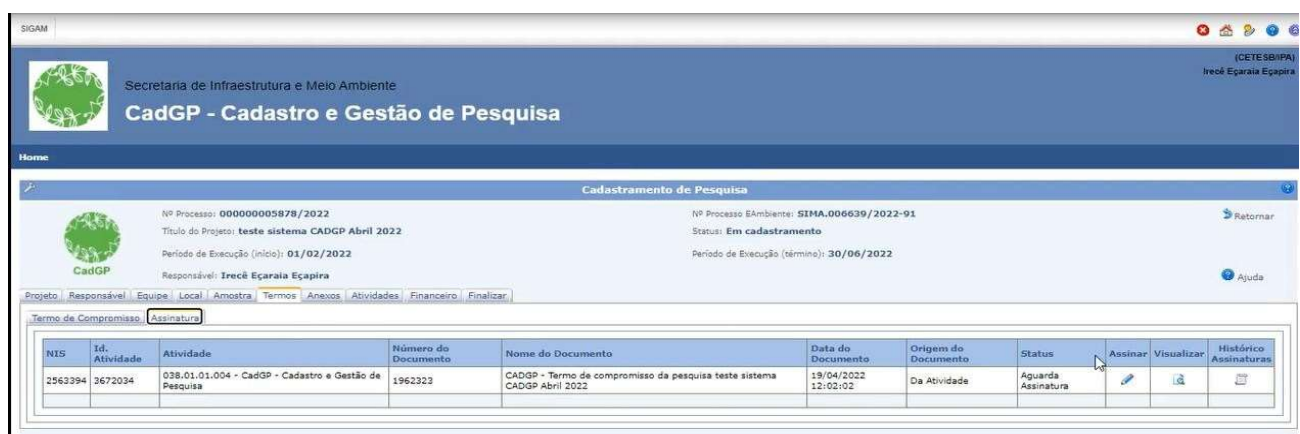 SIGAM
(CETESB/IPA)
Irecê Eçaraia Eçapira
Secretaria de Infraestrutura e Meio Ambiente
CadGP - Cadastro e Gestão de Pesquisa
Home
Cadastramento de Pesquisa
Nº Processo: 000000005878/2022 Nº Processo EAmbiente: SIMA.006639/2022-91 Retornar
Título do Projeto: teste sistema CADGP Abril 2022 Status: Em cadastramento
Período de Execução (início): 01/02/2022 Período de Execução (término): 30/06/2022
CadGP
Responsável: Irecê Eçaraia Eçapira Ajuda
Projeto Responsável Equipe Local Amostra Termos Anexos Atividades Financeiro Finalizar
Termo de Compromisso Assinatura
NIS Id. Atividade Atividade Número do Documento Nome do Documento Data do Documento Origem do Documento Status Assinar Visualizar Histórico Assinaturas
2563394 3672034 038.01.01.004 - CadGP - Cadastro e Gestão de Pesquisa 1962323 CADGP - Termo de compromisso da pesquisa teste sistema CADGP Abril 2022 19/04/2022 12:02:02 Da Atividade Aguarda Assinatura